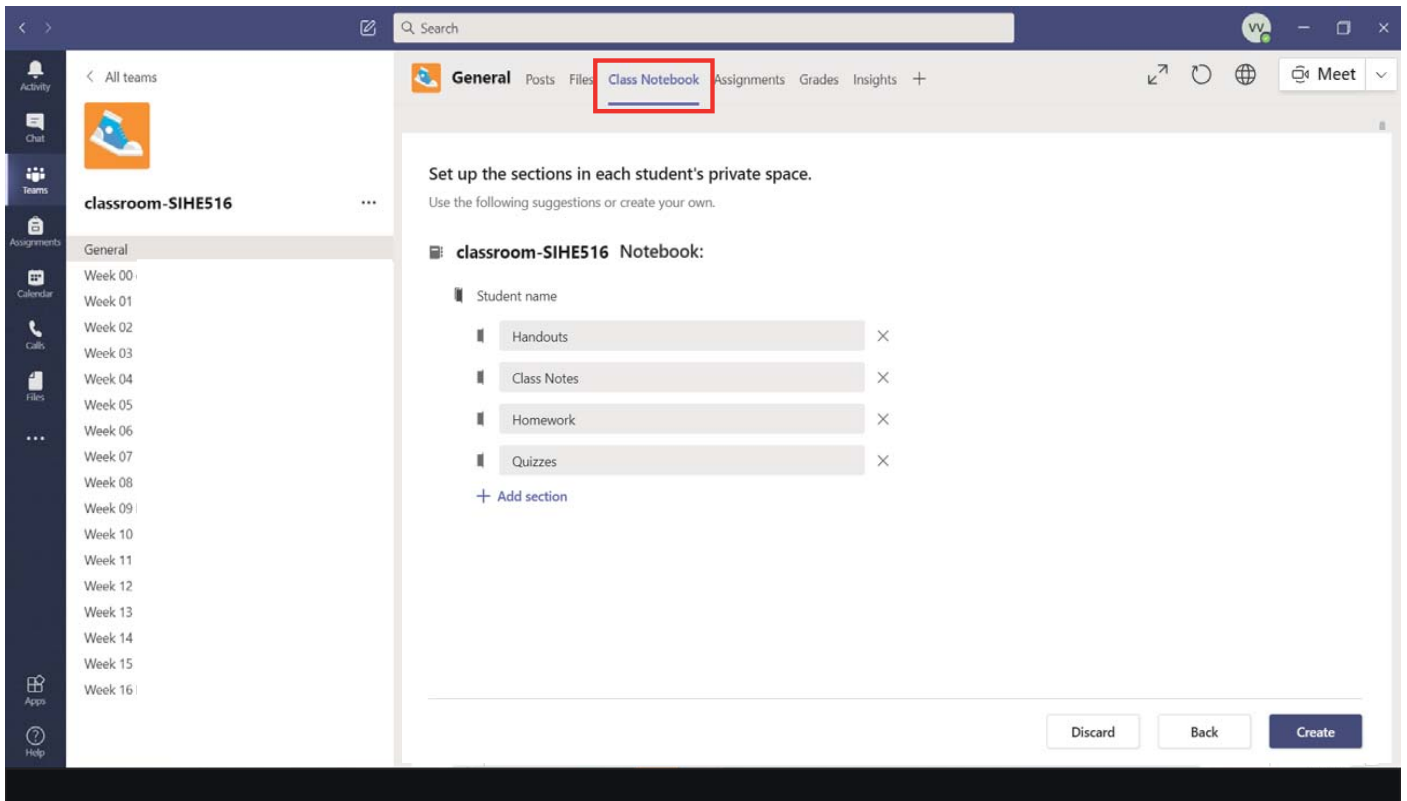 Search
VV
Activity
Chat
Teams
Assignments
Calendar
Calls
Files
Apps
Help
All teams
classroom-SIHE516
General
Week 00
Week 01
Week 02
Week 03
Week 04
Week 05
Week 06
Week 07
Week 08
Week 09
Week 10
Week 11
Week 12
Week 13
Week 14
Week 15
Week 16
General Posts Files Class Notebook Assignments Grades Insights
Meet
Set up the sections in each student's private space.
Use the following suggestions or create your own.
classroom-SIHE516 Notebook:
Student name
Handouts
Class Notes
Homework
Quizzes
+ Add section
Discard Back Create